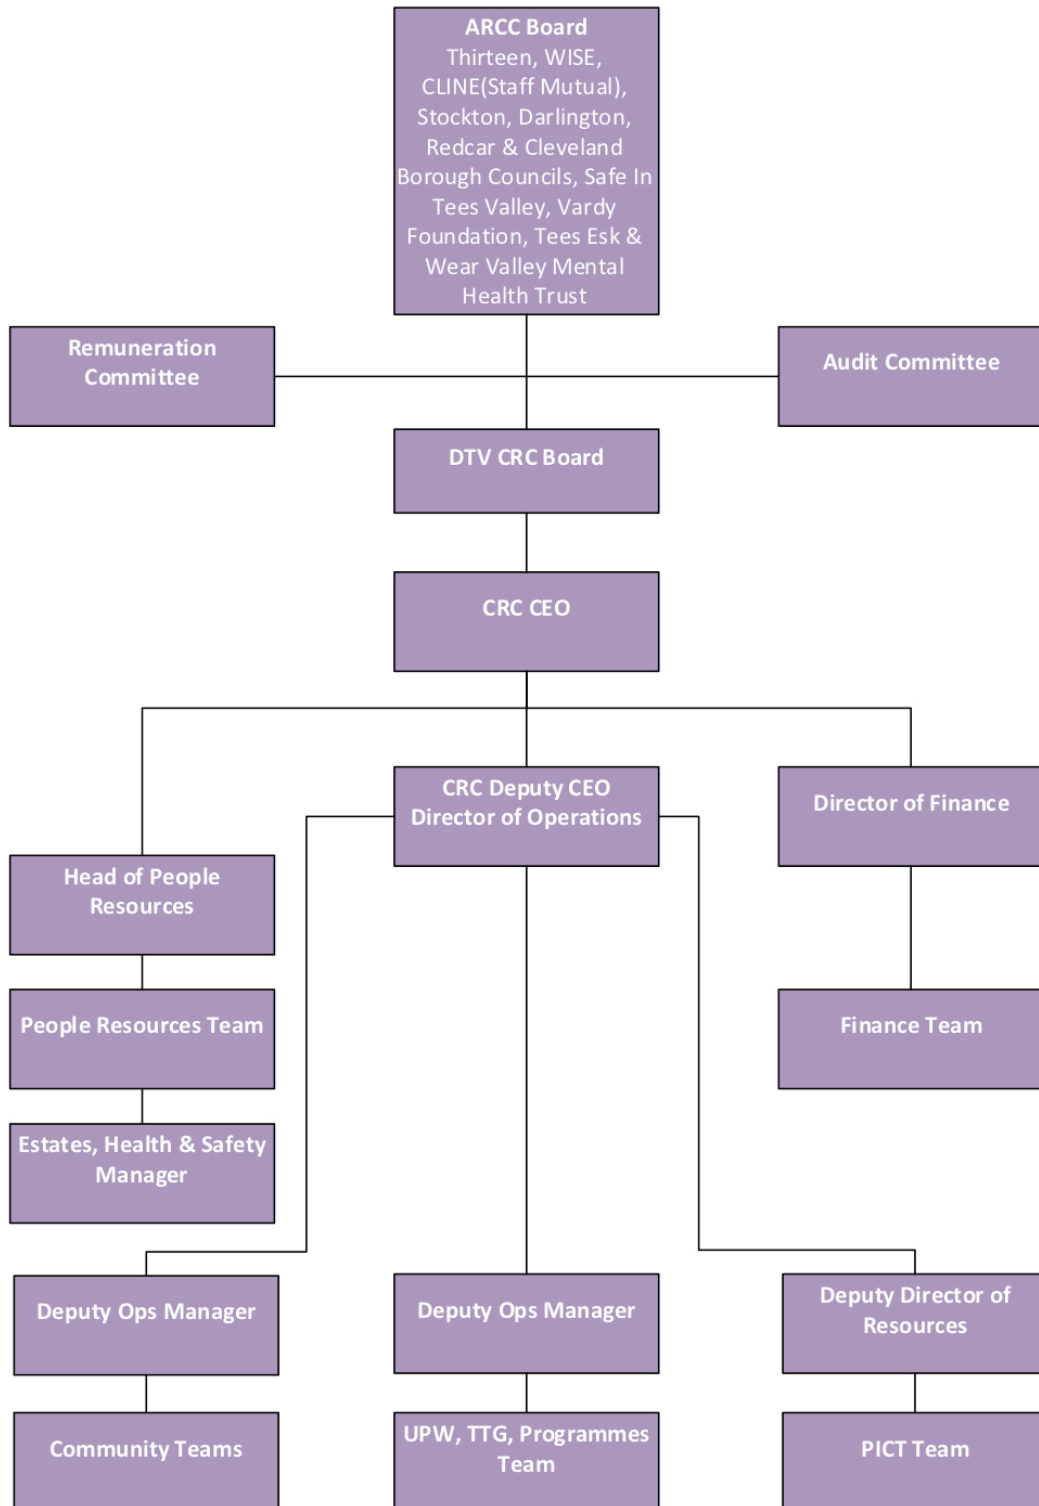 ARCC Board
Thirteen, WISE,
CLINE(Staff Mutual),
Stockton, Darlington,
Redcar & Cleveland
Borough Councils, Safe In
Tees Valley, Vardy
Foundation, Tees Esk &
Wear Valley Mental
Health Trust
Remuneration
Committee
Audit Committee
DTV CRC Board
CRC CEO
CRC Deputy CEO
Director of Operations
Director of Finance
Head of People
Resources
People Resources Team
Finance Team
Estates, Health & Safety
Manager
Deputy Ops Manager
Deputy Ops Manager
Deputy Director of
Resources
Community Teams
UPW, TTG, Programmes
Team
PICT Team